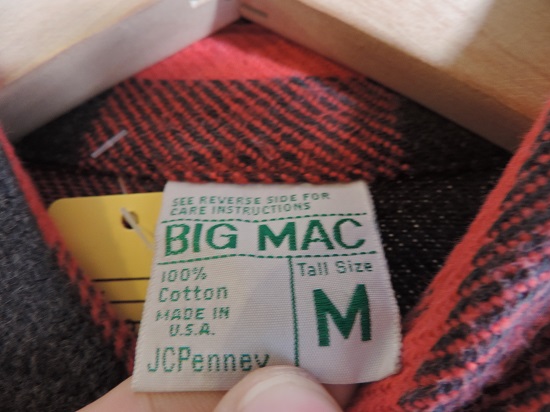 SEE REVERSE SIDE FOR
CARE INSTRUCTIONS
BIG MAC
100%
Cotton
MADE IN
U.S.A.
JCPenney
Tall Size
M